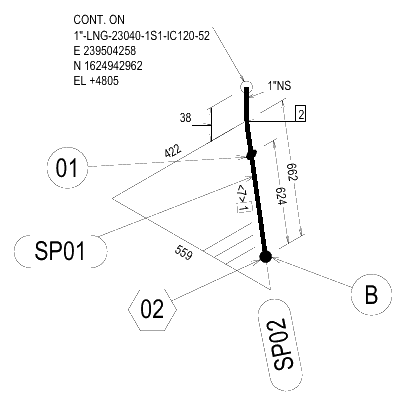 CONT. ON
1"-LNG-23040-1S1-IC120-52
E 239504258
N 1624942962
EL +4805
1"NS
38
2
422
01
662
624
<7>
1
SP01
559
02
B
SP02